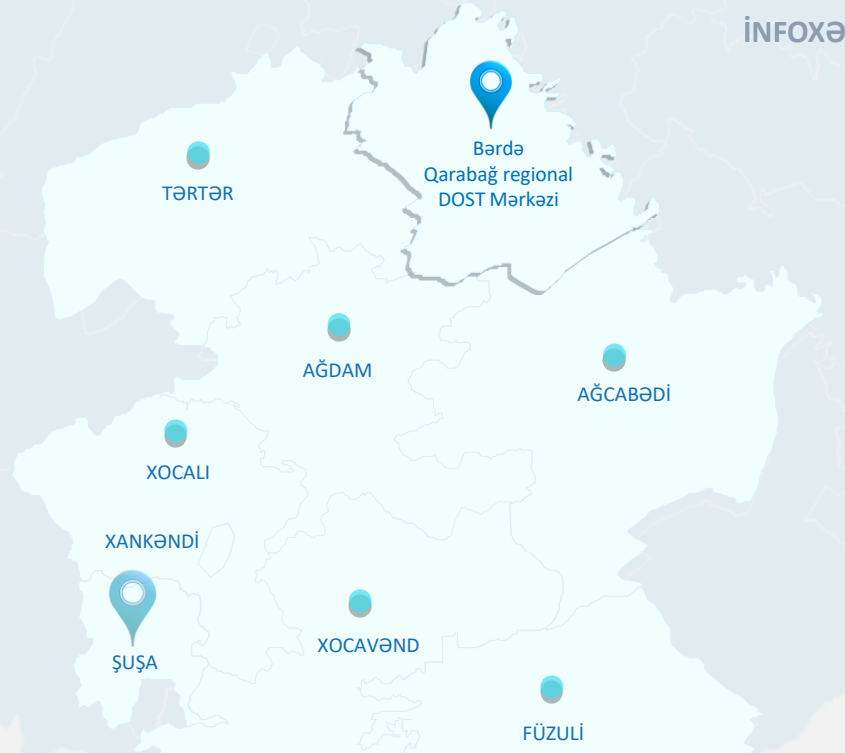 İNFOXƏ
Bərdə
Qarabağ regional
DOST Mərkəzi
TƏRTƏR
AĞDAM
AĞCABƏDİ
XOCALI
XANKƏNDİ
XOCAVƏND
ŞUŞA
FÜZULİ